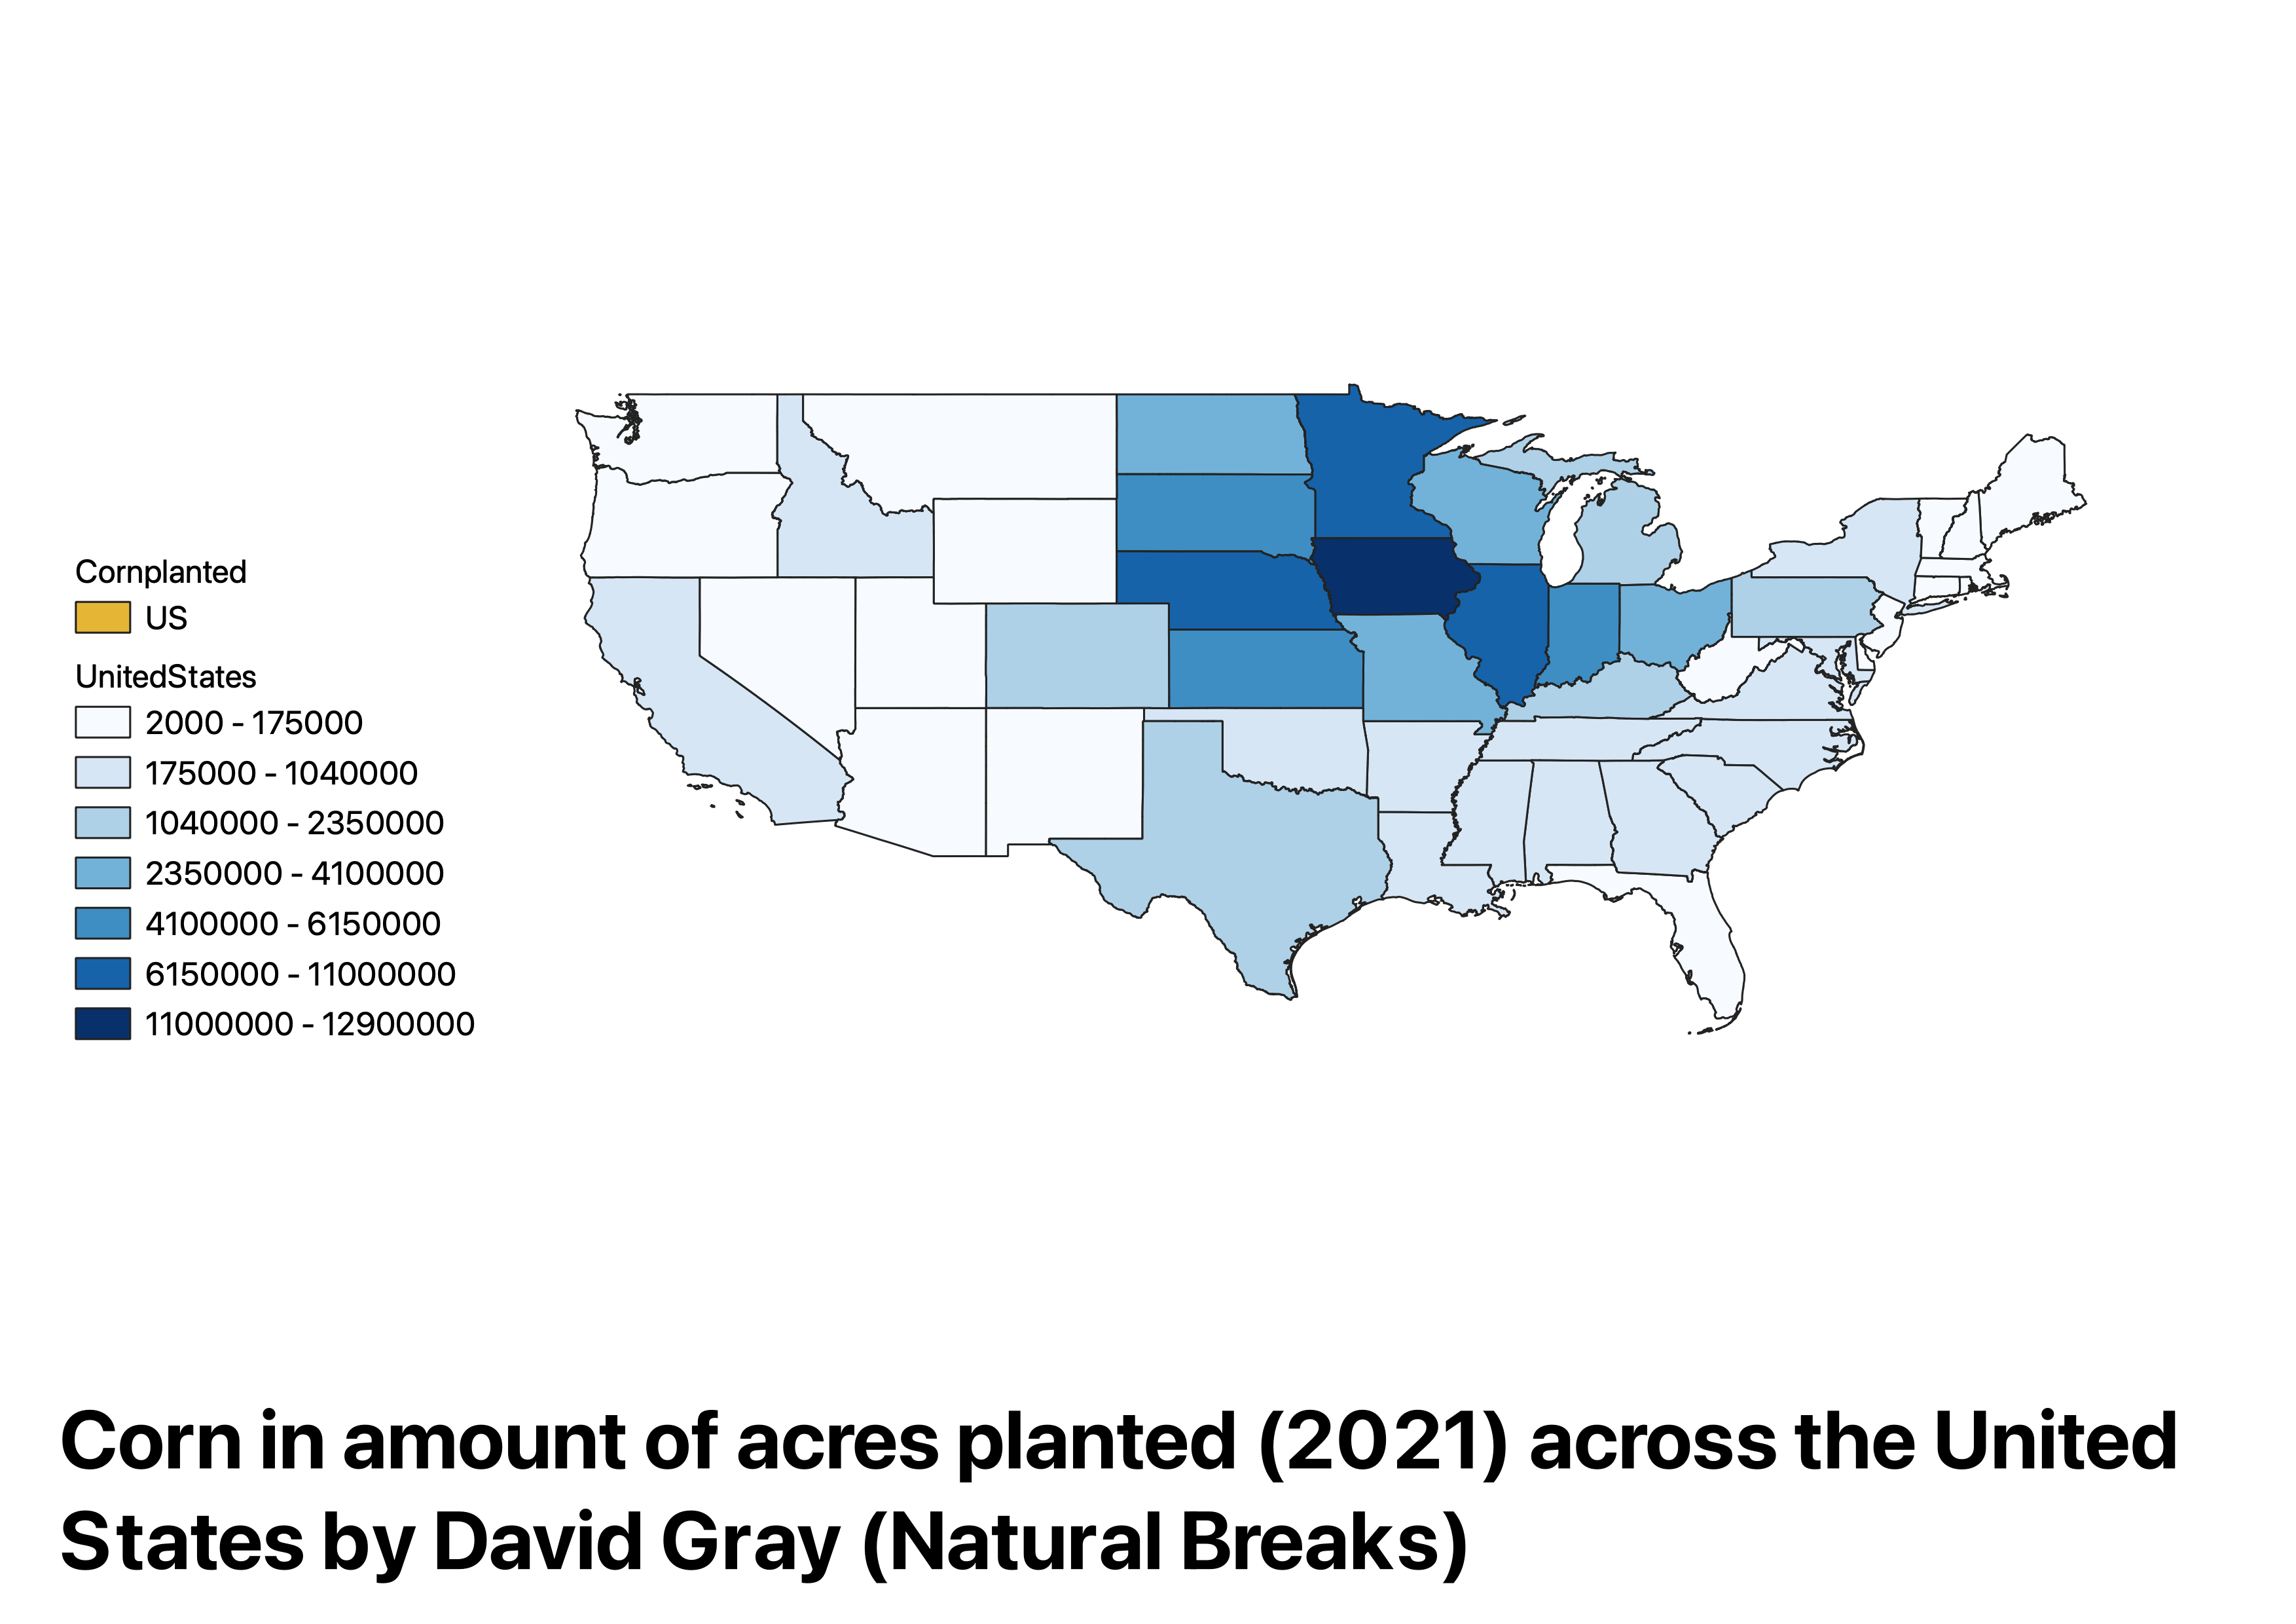 Cornplanted
US
UnitedStates
2000 - 175000
175000 - 1040000
1040000 - 2350000
2350000 - 4100000
4100000 - 6150000
6150000 - 11000000
11000000 - 12900000
Corn in amount of acres planted (2021) across the United
States by David Gray (Natural Breaks)